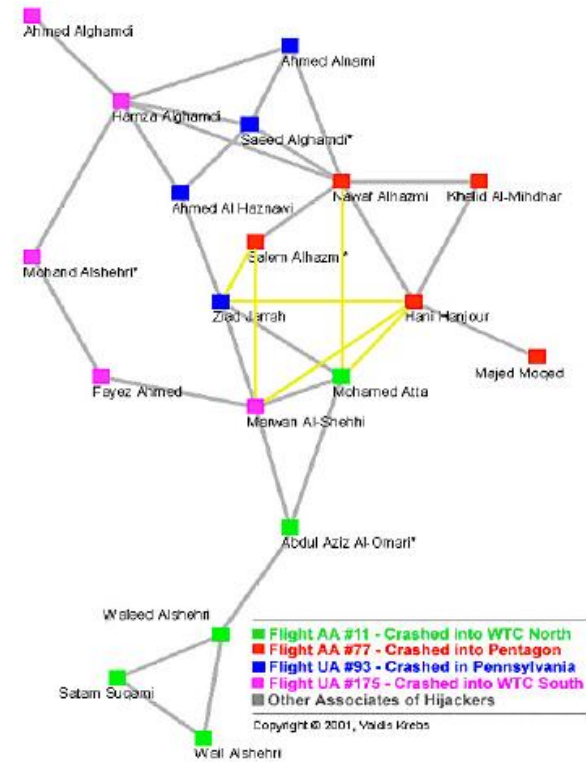 Ahmed Alghamdi
Ahmed Alnami
Hamza Alghamdi
Saeed Alghamdi*
Nawaf Alhazmi
Khalid Al-Mihdhar
Ahmed Al Haznawi
Salem Alhazmi*
Mohand Alshehri*
Ziad Jarrah
Hani Hanjour
Majed Moqed
Mohamed Atta
Fayez Ahmed
Marwan Al-Shehhi
Abdul Aziz Al-Omari*
Waleed Alshehri
Satam Suqami
Wail Alshehri
Flight AA #11 - Crashed into WTC North
Flight AA #77 - Crashed into Pentagon
Flight UA #93 - Crashed in Pennsylvania
Flight UA #175 - Crashed into WTC South
Other Associates of Hijackers
Copyright © 2001, Valdis Krebs